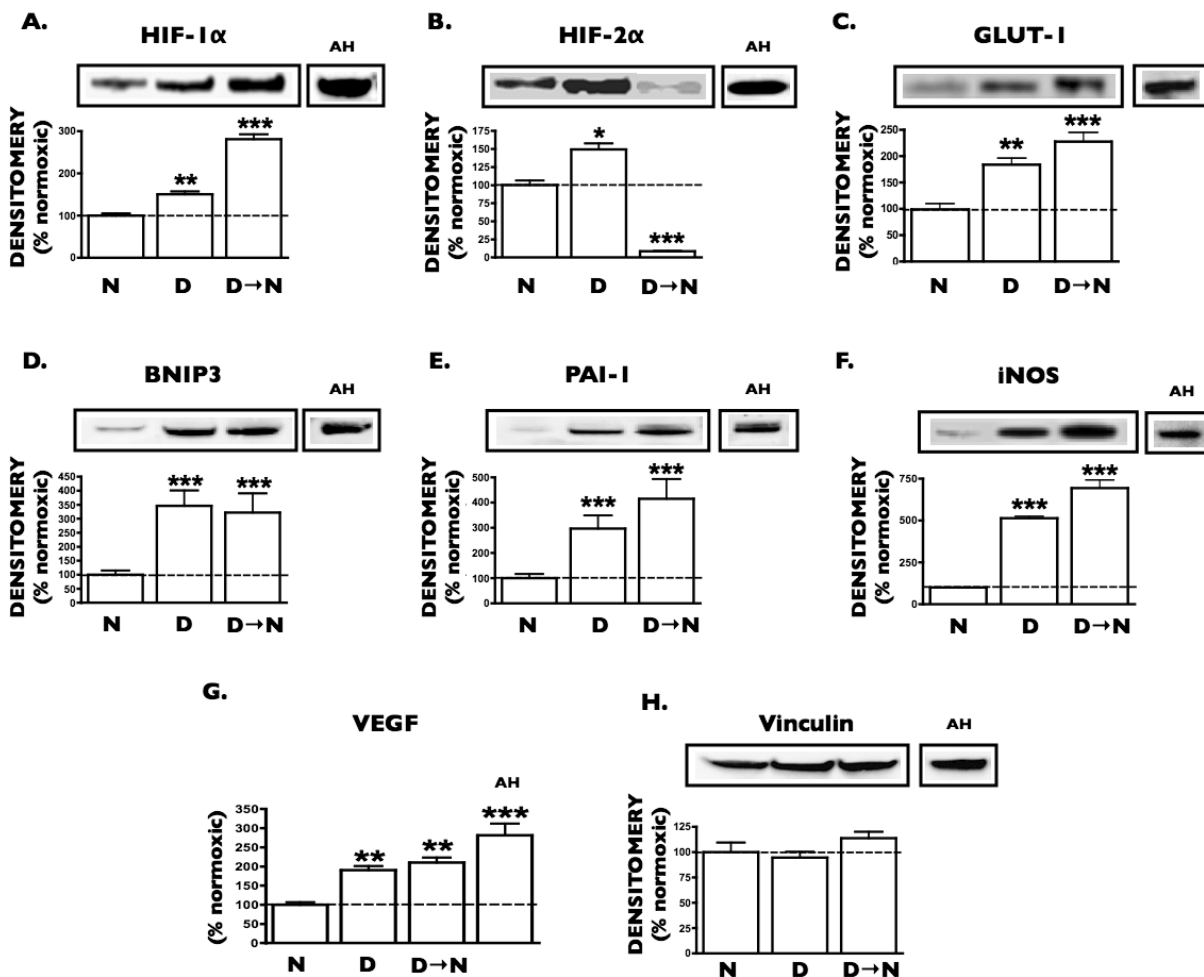 A.
HIF-1α
AH
DENSITOMERY
(% normoxic)
300
200
100
0
**
***
N D D→N
B.
HIF-2α
AH
DENSITOMERY
(% normoxic)
175
150
125
100
75
50
25
0
*
***
N D D→N
C.
GLUT-1
DENSITOMERY
(% normoxic)
250
200
150
100
50
0
**
***
N D D→N
D.
BNIP3
AH
DENSITOMERY
(% normoxic)
450
400
350
300
250
200
150
100
50
0
***
***
N D D→N
E.
PAI-1
AH
DENSITOMERY
(% normoxic)
500
400
300
200
100
0
***
***
N D D→N
F.
iNOS
DENSITOMERY
(% normoxic)
750
500
250
0
***
***
N D D→N
G.
VEGF
AH
(% normoxic)
350
300
250
200
150
100
50
0
**
**
***
N D D→N
H.
Vinculin
AH
DENSITOMERY
(% normoxic)
125
100
75
50
25
0
N D D→N